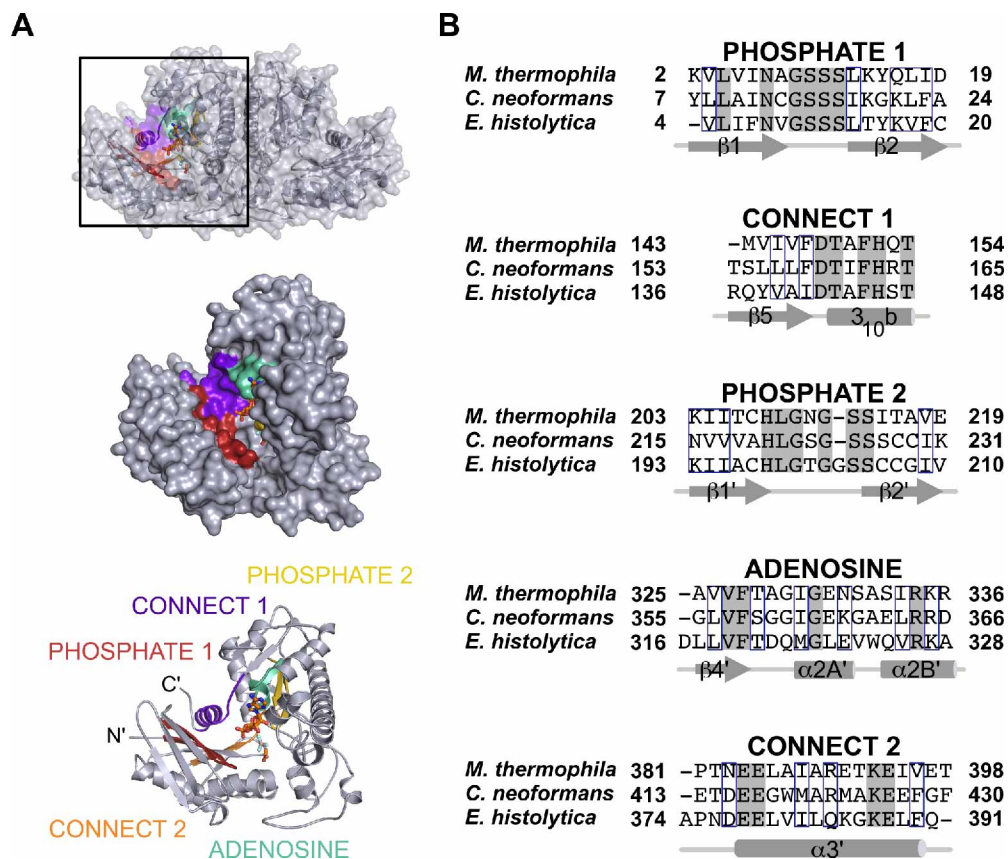 A
PHOSPHATE 2
CONNECT 1
PHOSPHATE 1
C'
N'
CONNECT 2
ADENOSINE
B
PHOSPHATE 1
M. thermophila 2 KVLVINAGSSSLKYQLID 19
C. neoformans 7 YLLAINCGSSSIKGKLFA 24
E. histolytica 4 -VLIFNVGSSSLTYKVFC 20
β1 β2
CONNECT 1
M. thermophila 143 -MVIVFDTAFHQT 154
C. neoformans 153 TSLLLFDTIFHRT 165
E. histolytica 136 RQYVAIDTAFHST 148
β5 3₁₀b
PHOSPHATE 2
M. thermophila 203 KIITCHLGNG-SSITAVE 219
C. neoformans 215 NVVVAHLGSG-SSSCCIK 231
E. histolytica 193 KIIACHLGTGGSSCCGIV 210
β1' β2'
ADENOSINE
M. thermophila 325 -AVVFTAGIGENSASIRKR 336
C. neoformans 355 -GLVFSGGIGEKGAELRRD 366
E. histolytica 316 DLLVFTDQMGLEVWQVRKA 328
β4' α2A' α2B'
CONNECT 2
M. thermophila 381 -PTNEELAIARETKEIVET 398
C. neoformans 413 -ETDEEGWMARMAKEEFGF 430
E. histolytica 374 APNDEELVILQKGKELFQ- 391
α3'